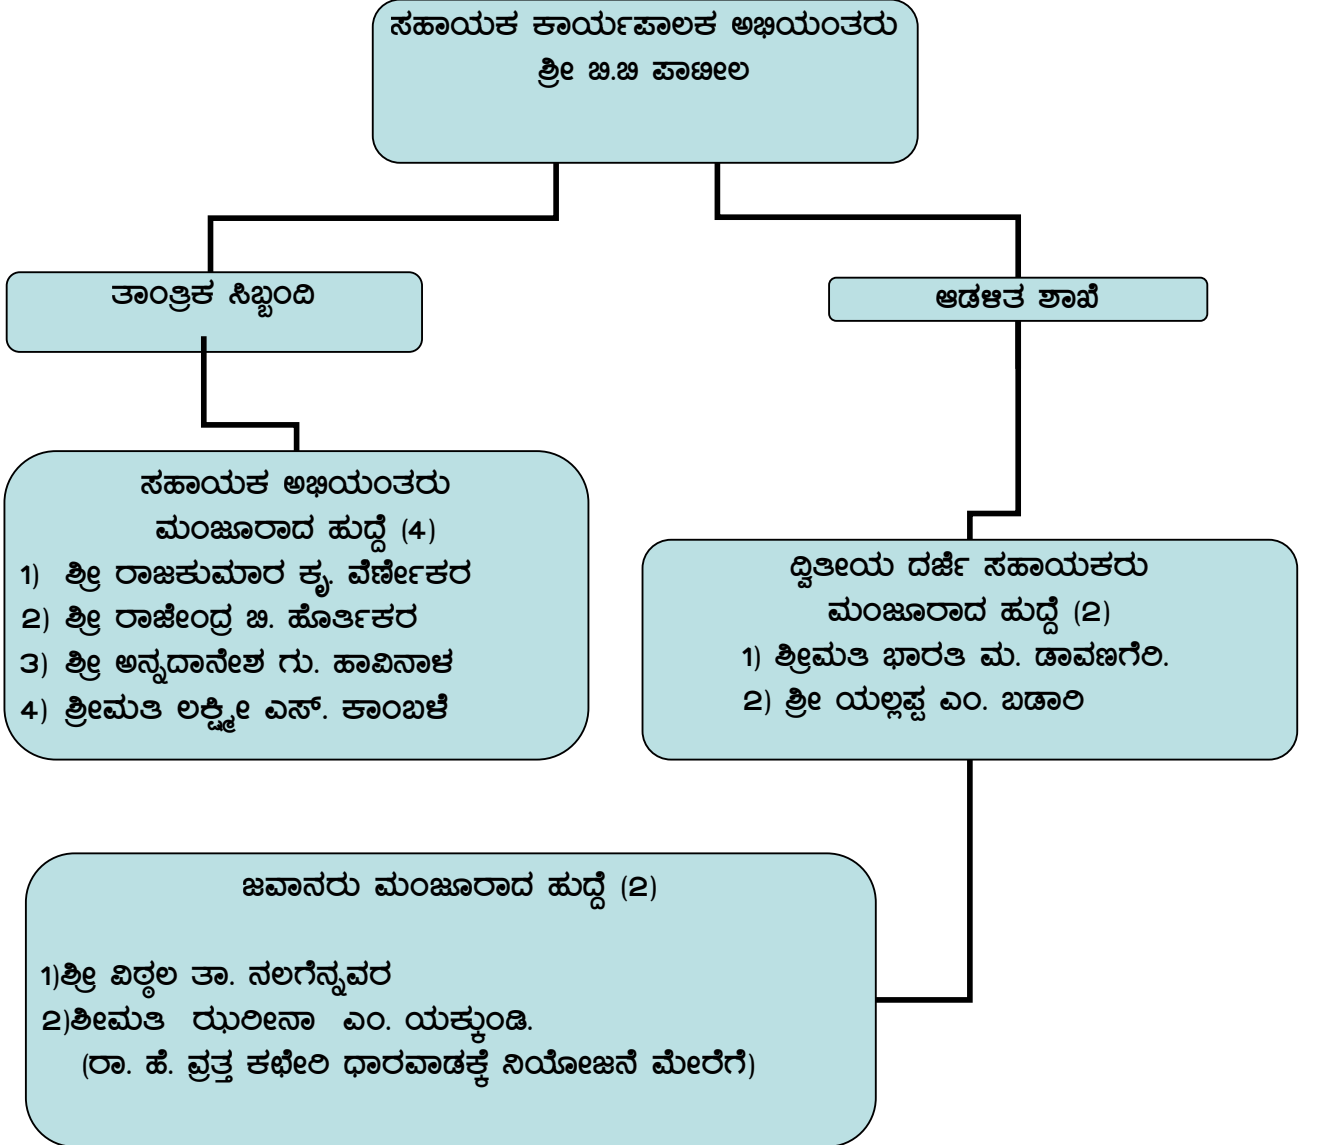 ಸಹಾಯಕ ಕಾರ್ಯಪಾಲಕ ಅಭಿಯಂತರು
ಶ್ರೀ ಬಿ.ಬಿ ಪಾಟೀಲ
ತಾಂತ್ರಿಕ ಸಿಬ್ಬಂದಿ
ಆಡಳಿತ ಶಾಖೆ
ಸಹಾಯಕ ಅಭಿಯಂತರು
ಮಂಜೂರಾದ ಹುದ್ದೆ (4)
1) ಶ್ರೀ ರಾಜಕುಮಾರ ಕೃ. ವೆರ್ಣೇಕರ
2) ಶ್ರೀ ರಾಜೇಂದ್ರ ಬಿ. ಹೊರ್ತಿಕರ
3) ಶ್ರೀ ಅನ್ನದಾನೇಶ ಗು. ಹಾವಿನಾಳ
4) ಶ್ರೀಮತಿ ಲಕ್ಷ್ಮೀ ಎಸ್. ಕಾಂಬಳೆ
ದ್ವಿತೀಯ ದರ್ಜೆ ಸಹಾಯಕರು
ಮಂಜೂರಾದ ಹುದ್ದೆ (2)
1) ಶ್ರೀಮತಿ ಭಾರತಿ ಮ. ಡಾವಣಗೆರಿ.
2) ಶ್ರೀ ಯಲ್ಲಪ್ಪ ಎಂ. ಬಡಾರಿ
ಜವಾನರು ಮಂಜೂರಾದ ಹುದ್ದೆ (2)
1)ಶ್ರೀ ವಿಠ್ಠಲ ತಾ. ನಲಗೆನ್ನವರ
2)ಶೀಮತಿ ಝರೀನಾ ಎಂ. ಯಕ್ಕುಂಡಿ.
(ರಾ. ಹೆ. ವ್ರತ್ತ ಕಛೇರಿ ಧಾರವಾಡಕ್ಕೆ ನಿಯೋಜನೆ ಮೇರೆಗೆ)